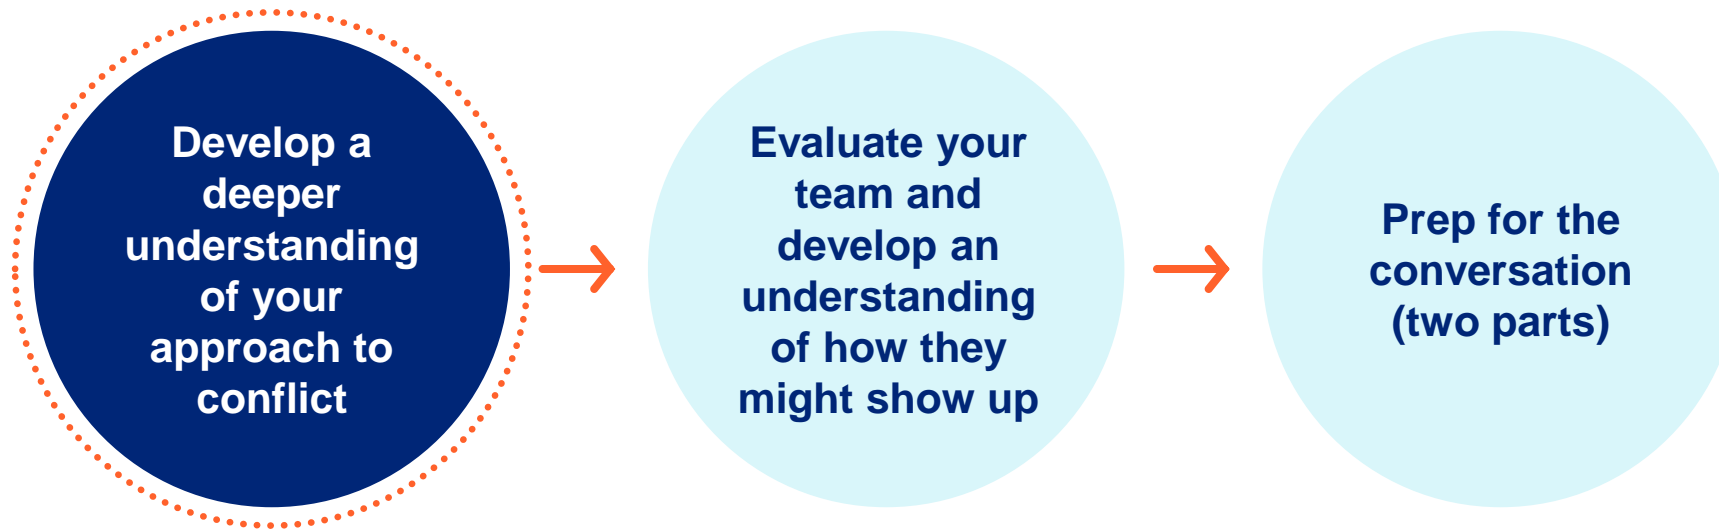 Develop a
deeper
understanding
of your
approach to
conflict
Evaluate your
team and
develop an
understanding
of how they
might show up
Prep for the
conversation
(two parts)